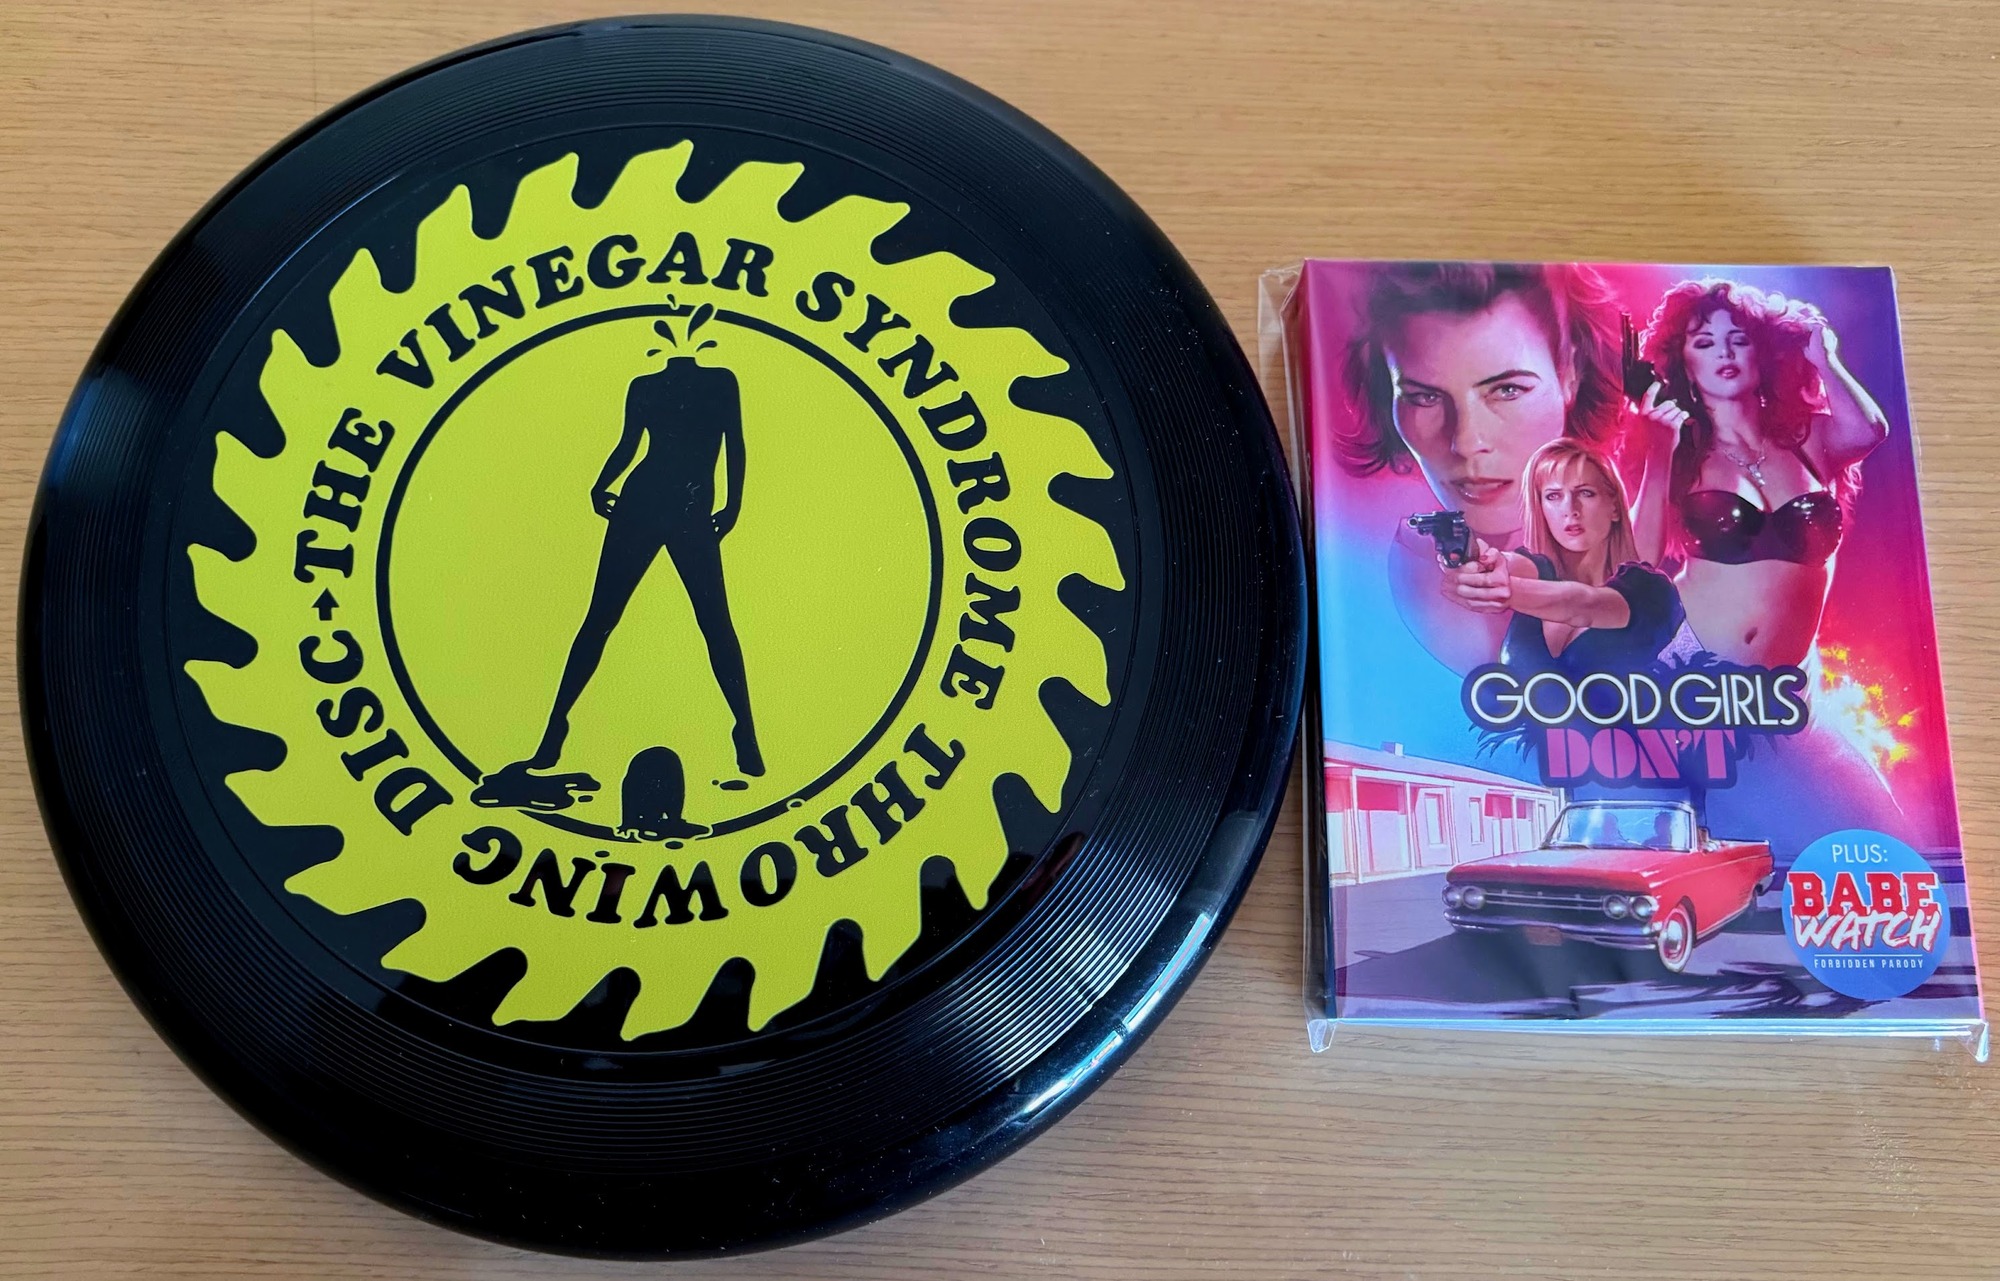 THE VINEGAR SYNDROME THROWING DISC
GOOD GIRLS
DON'T
PLUS:
BABE
WATCH
FORBIDDEN PARODY